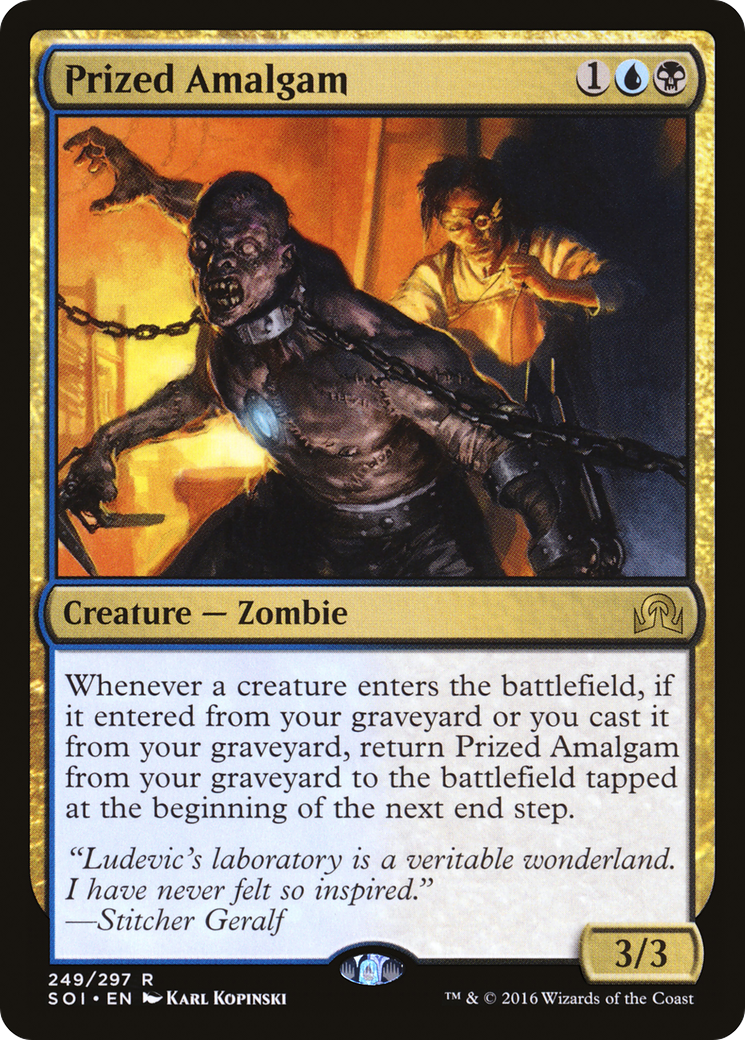 Prized Amalgam 1
Creature — Zombie
Whenever a creature enters the battlefield, if
it entered from your graveyard or you cast it
from your graveyard, return Prized Amalgam
from your graveyard to the battlefield tapped
at the beginning of the next end step.
“Ludevic’s laboratory is a veritable wonderland.
I have never felt so inspired.”
—Stitcher Geralf
3/3
249/297 R
SOI • EN Karl Kopinski
™ & © 2016 Wizards of the Coast